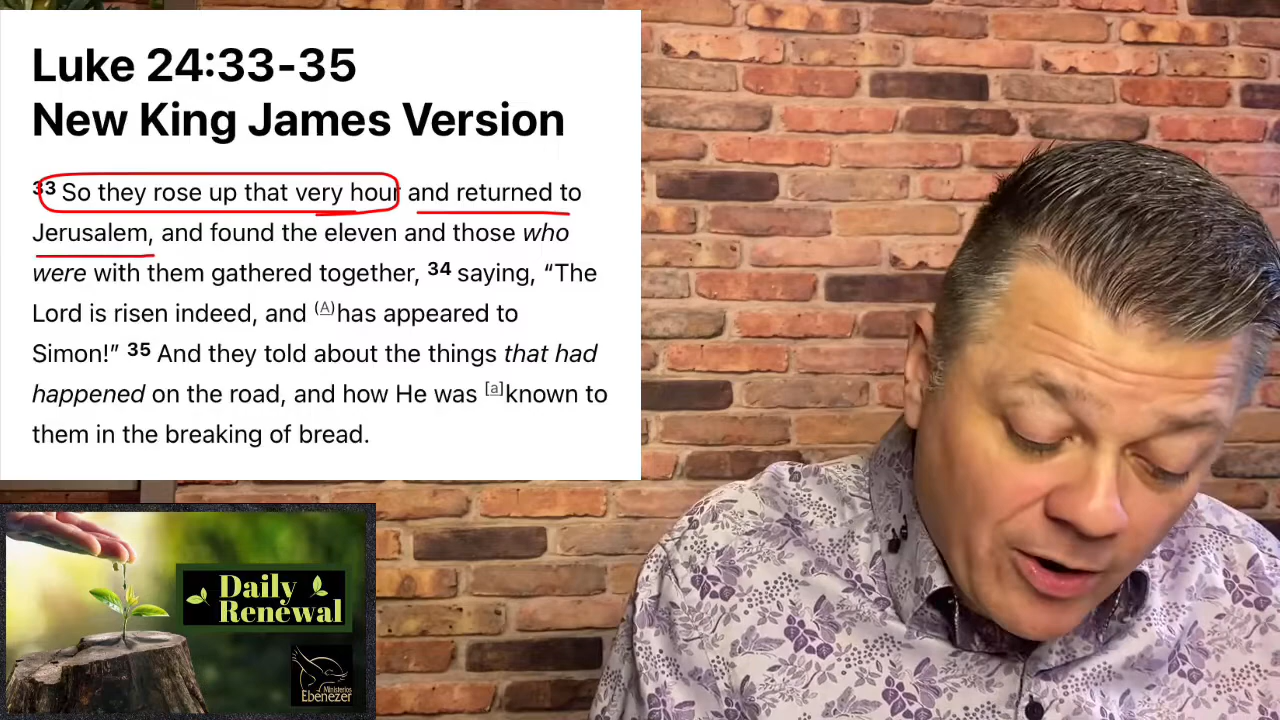 Luke 24:33-35
New King James Version
33 So they rose up that very hour and returned to
Jerusalem, and found the eleven and those who
were with them gathered together, 34 saying, “The
Lord is risen indeed, and (A)has appeared to
Simon!” 35 And they told about the things that had
happened on the road, and how He was [a]known to
them in the breaking of bread.
Daily
Renewal
Ministerios
Ebenezer